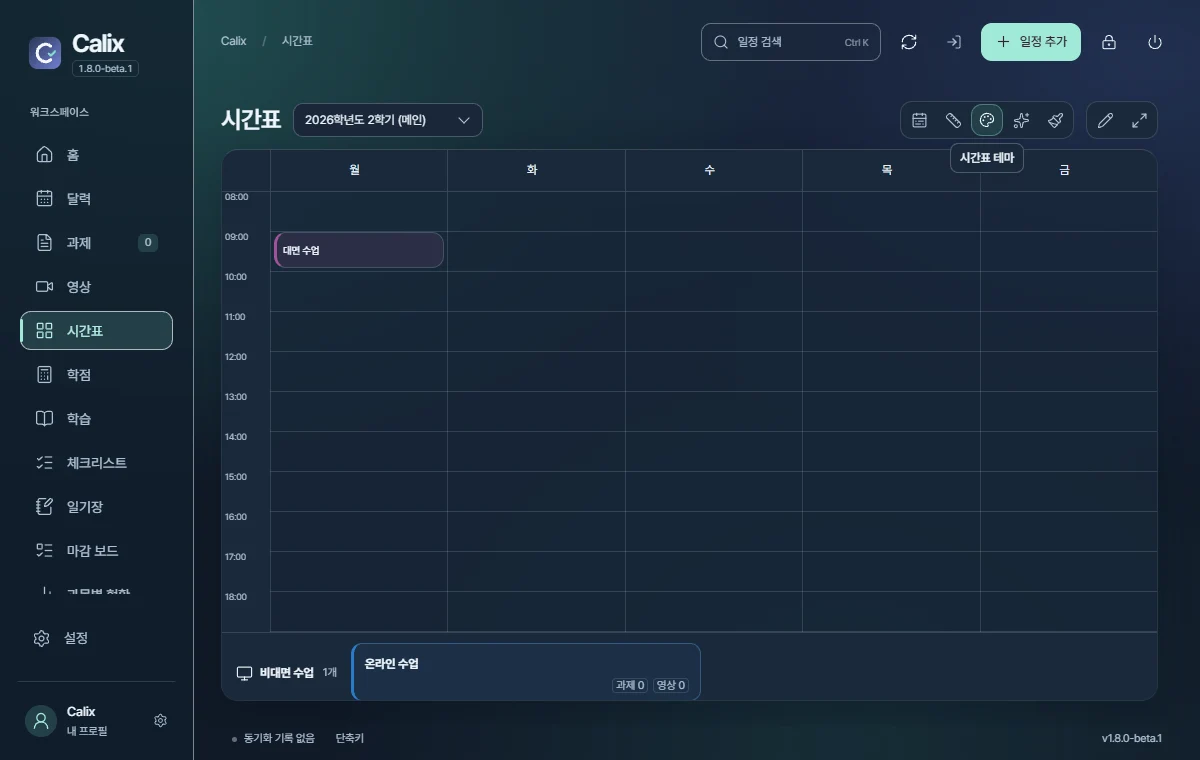 Calix
1.8.0-beta.1
워크스페이스
홈
달력
과제 0
영상
시간표
학점
학습
체크리스트
일기장
마감 보드
설정
Calix
내 프로필
Calix / 시간표
일정 검색 Ctrl K
일정 추가
시간표
2026학년도 2학기 (메인)
시간표 테마
월 화 수 목 금
08:00
09:00
대면 수업
10:00
11:00
12:00
13:00
14:00
15:00
16:00
17:00
18:00
비대면 수업 1개
온라인 수업
과제 0 영상 0
동기화 기록 없음 단축키
v1.8.0-beta.1